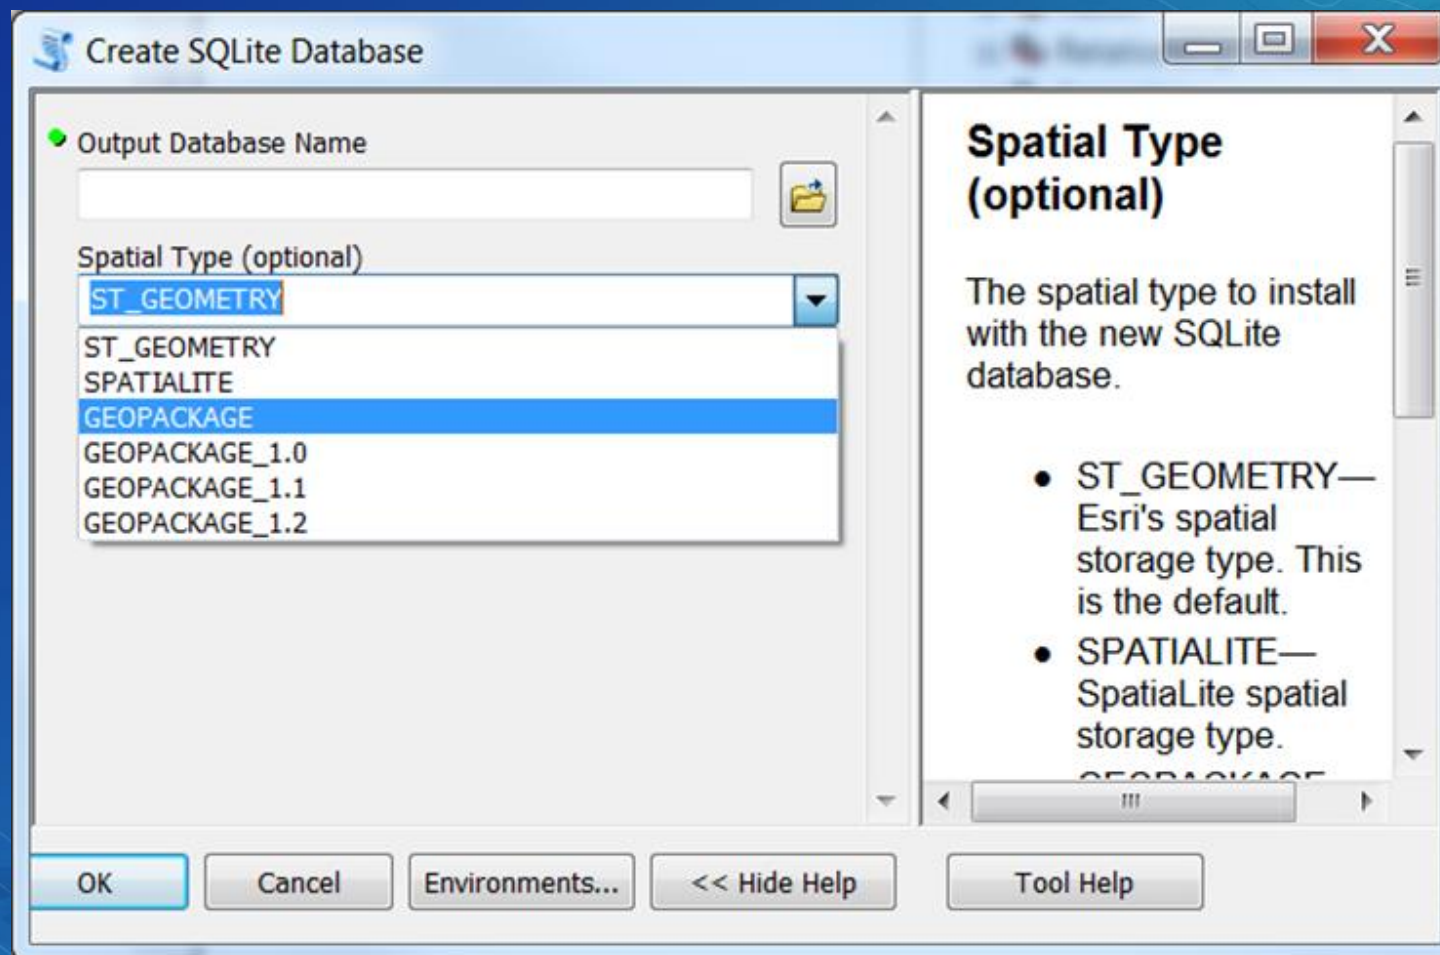 Create SQLite Database
Output Database Name
Spatial Type (optional)
ST_GEOMETRY
ST_GEOMETRY
SPATIALITE
GEOPACKAGE
GEOPACKAGE_1.0
GEOPACKAGE_1.1
GEOPACKAGE_1.2
Spatial Type
(optional)
The spatial type to install
with the new SQLite
database.
● ST_GEOMETRY—
Esri's spatial
storage type. This
is the default.
● SPATIALITE—
SpatiaLite spatial
storage type.
OK
Cancel
Environments...
<< Hide Help
Tool Help